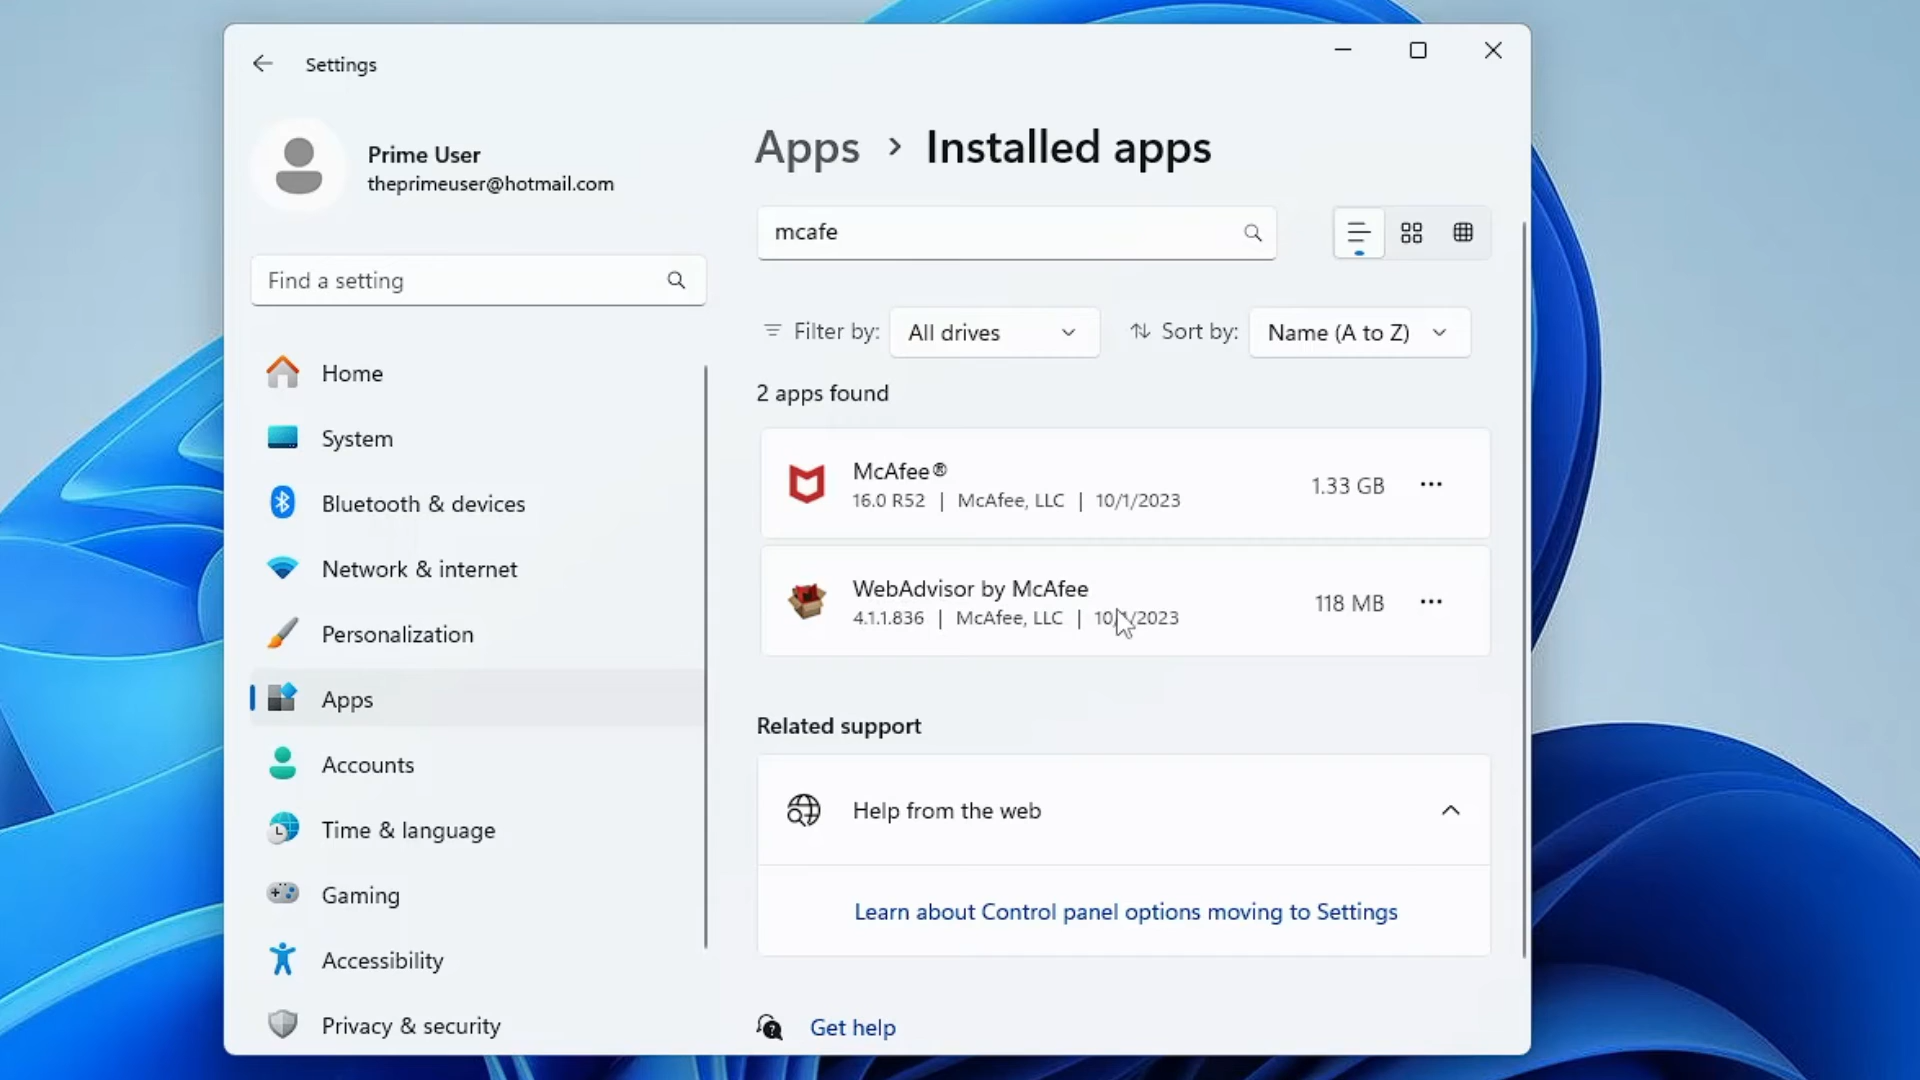 Settings
Prime User
theprimeuser@hotmail.com
Find a setting
Home
System
Bluetooth & devices
Network & internet
Personalization
Apps
Accounts
Time & language
Gaming
Accessibility
Privacy & security
Apps > Installed apps
mcafe
Filter by: All drives Sort by: Name (A to Z)
2 apps found
McAfee®
16.0 R52 | McAfee, LLC | 10/1/2023
1.33 GB
WebAdvisor by McAfee
4.1.1.836 | McAfee, LLC |
118 MB
Related support
Help from the web
Learn about Control panel options moving to Settings
Get help